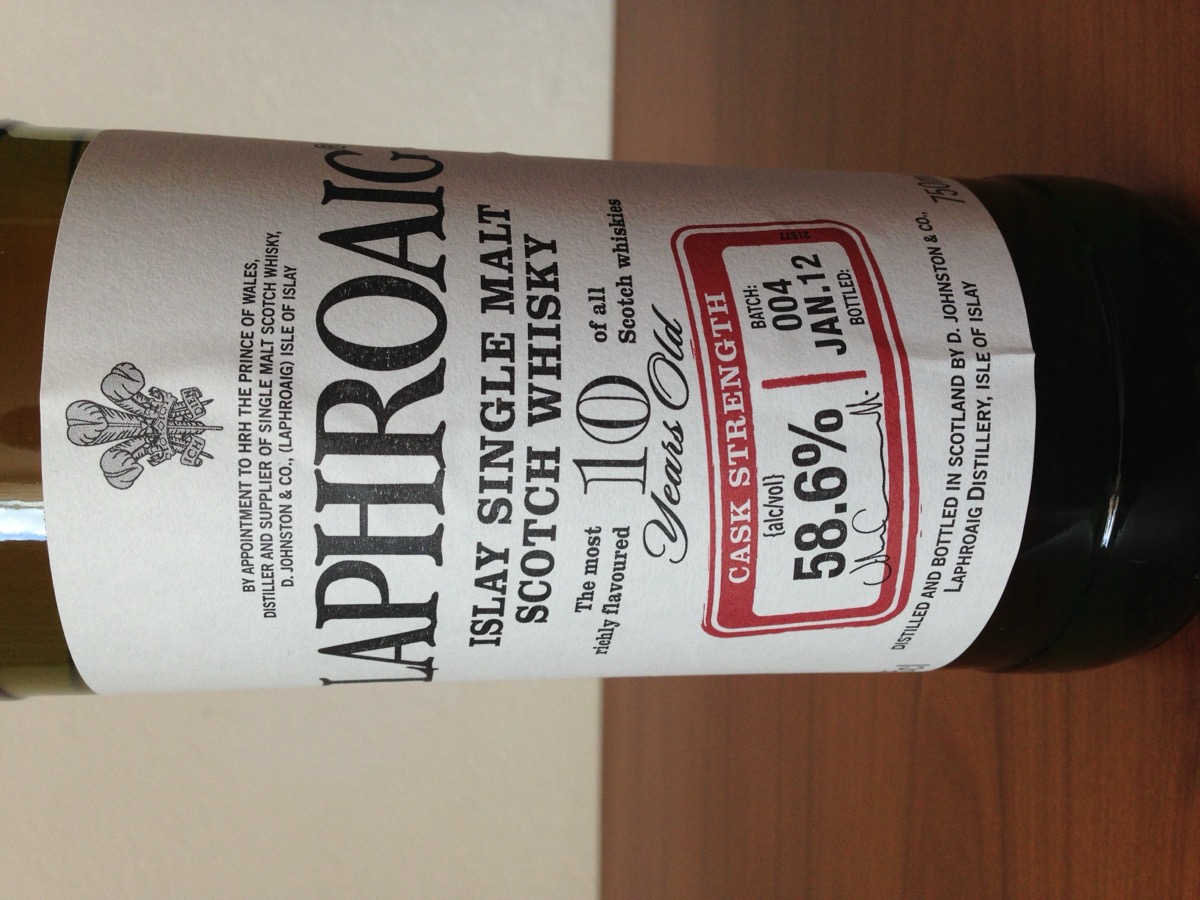 BY APPOINTMENT TO HRH THE PRINCE OF WALES,
DISTILLER AND SUPPLIER OF SINGLE MALT SCOTCH WHISKY,
D. JOHNSTON & CO., (LAPHROAIG) ISLE OF ISLAY
LAPHROAIG®
ISLAY SINGLE MALT
SCOTCH WHISKY
The most
richly flavoured
10
Years Old
of all
Scotch whiskies
CASK STRENGTH
{alc/vol}
58.6%
BATCH:
004
JAN.12
BOTTLED:
21977
DISTILLED AND BOTTLED IN SCOTLAND BY D. JOHNSTON & CO.,
LAPHROAIG DISTILLERY, ISLE OF ISLAY